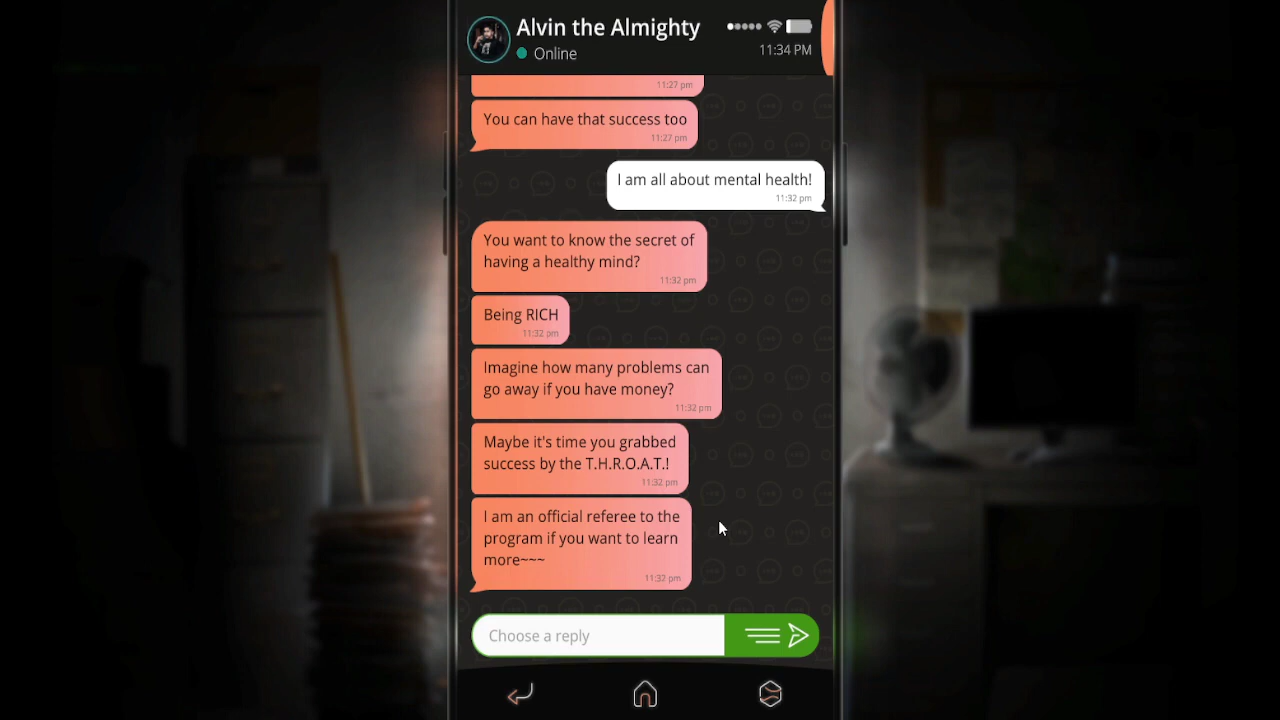 Alvin the Almighty
Online
11:34 PM
11:27 pm
You can have that success too
11:27 pm
I am all about mental health!
11:32 pm
You want to know the secret of
having a healthy mind?
11:32 pm
Being RICH
11:32 pm
Imagine how many problems can
go away if you have money?
11:32 pm
Maybe it's time you grabbed
success by the T.H.R.O.A.T.!
11:32 pm
I am an official referee to the
program if you want to learn
more~~~
11:32 pm
Choose a reply